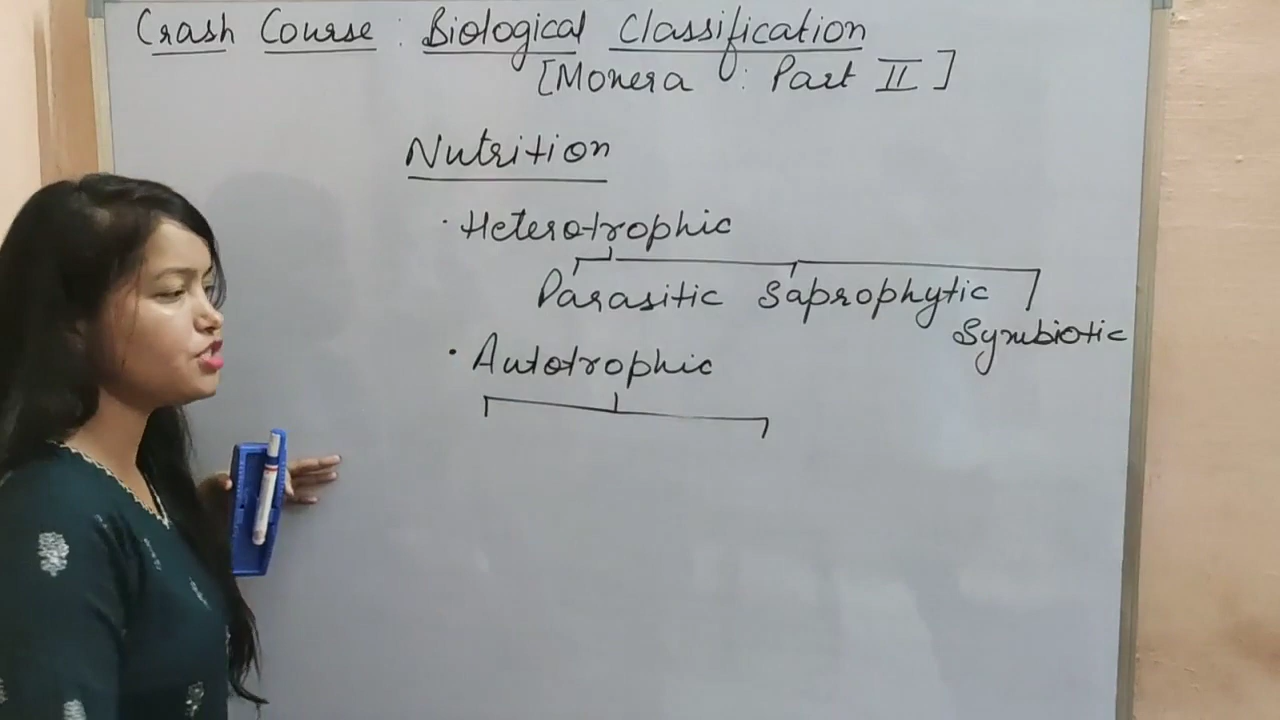 Crash Course : Biological Classification
[Monera : Part II]
Nutrition
· Heterotrophic
Parasitic Saprophytic
Symbiotic
· Autotrophic